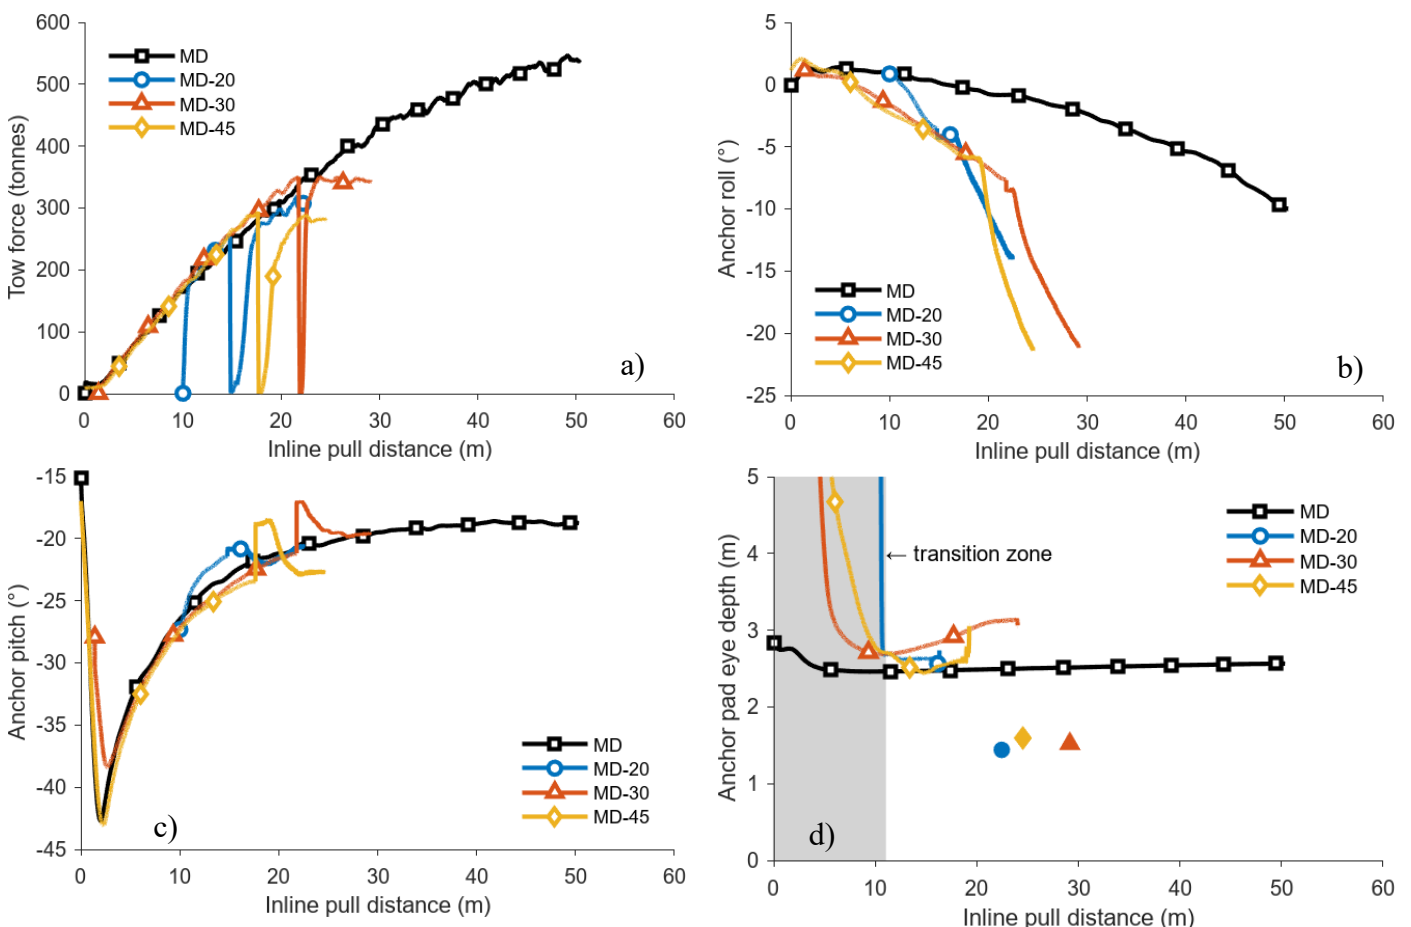 600
500
400
300
200
100
0
Tow force (tonnes)
MD
MD-20
MD-30
MD-45
a)
0
10
20
30
40
50
60
Inline pull distance (m)
5
0
-5
-10
-15
-20
-25
Anchor roll (°)
MD
MD-20
MD-30
MD-45
b)
0
10
20
30
40
50
60
Inline pull distance (m)
-15
-20
-25
-30
-35
-40
-45
Anchor pitch (°)
MD
MD-20
MD-30
MD-45
c)
0
10
20
30
40
50
60
Inline pull distance (m)
5
4
3
2
1
0
Anchor pad eye depth (m)
MD
MD-20
MD-30
MD-45
← transition zone
d)
0
10
20
30
40
50
60
Inline pull distance (m)